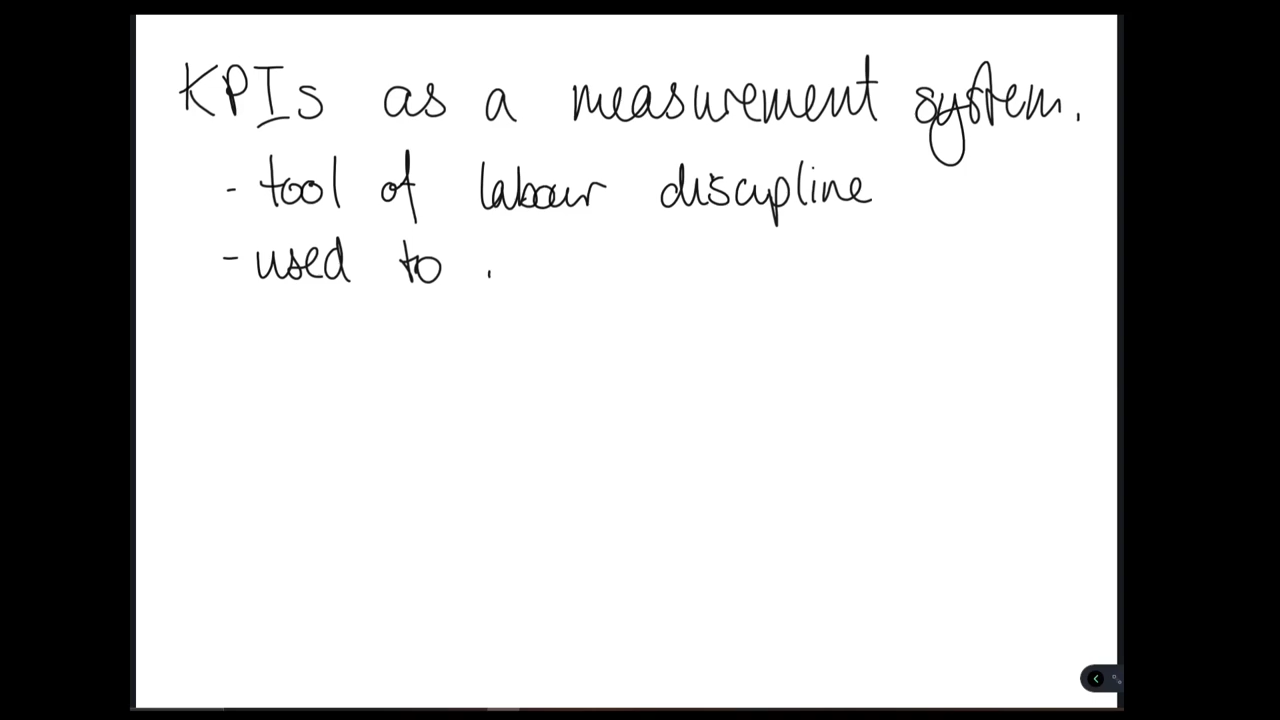 KPIs as a measurement system.
- tool of labour discipline
- used to